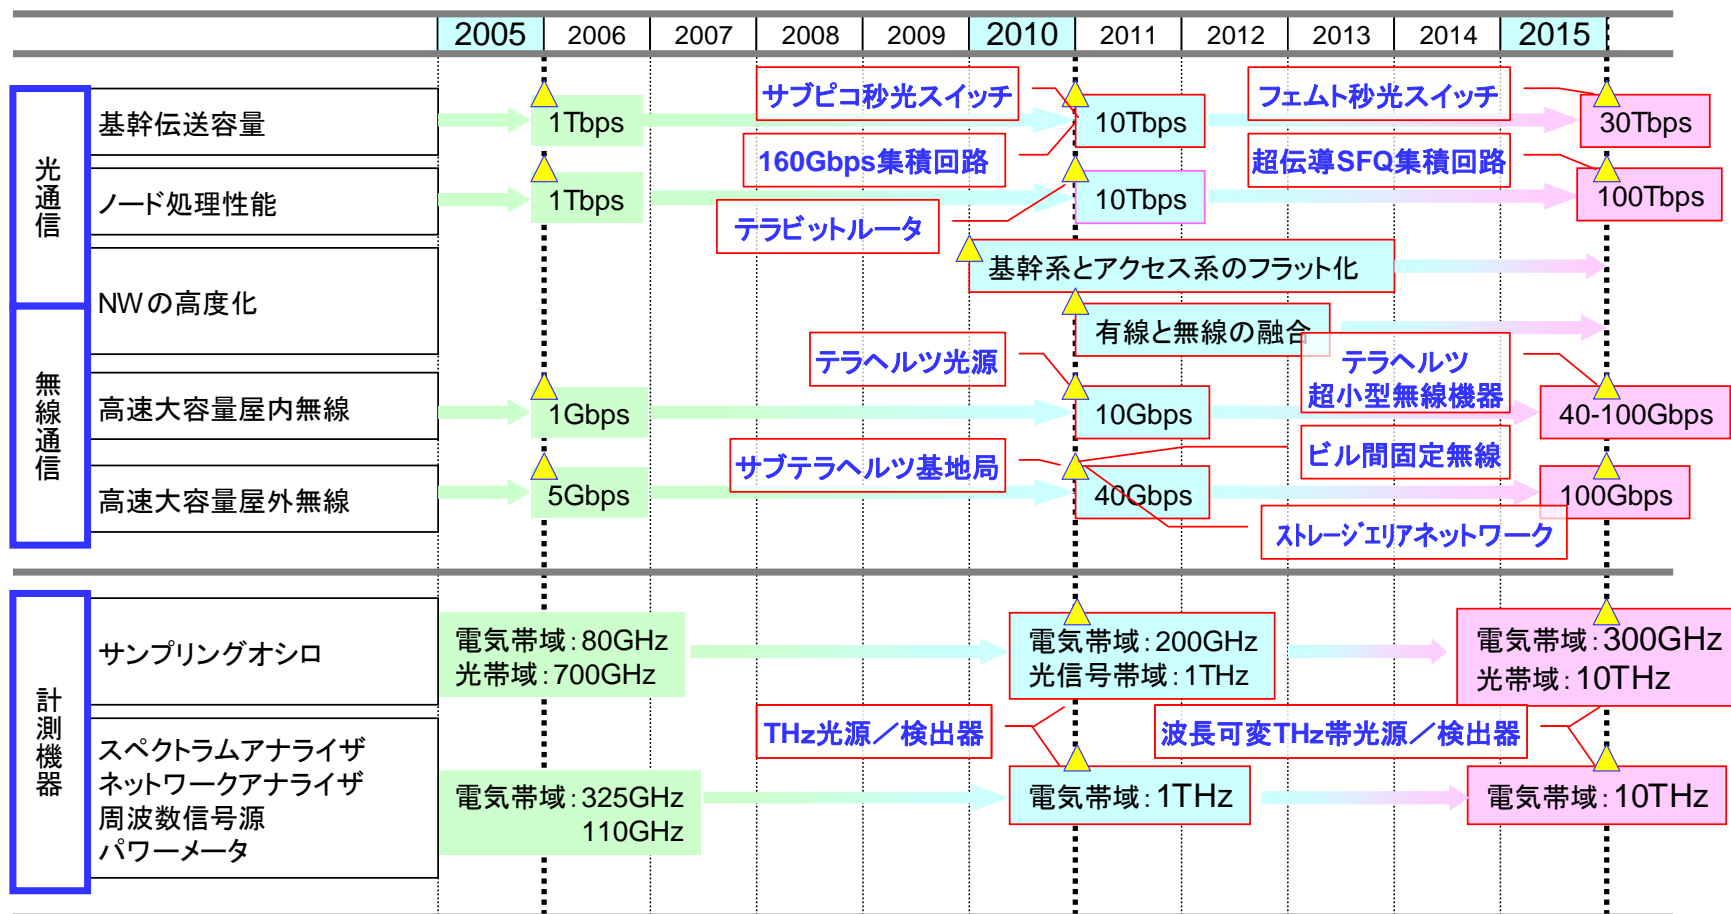 2005 2006 2007 2008 2009 2010 2011 2012 2013 2014 2015
光通信
基幹伝送容量
1Tbps
サブピコ秒光スイッチ
10Tbps
フェムト秒光スイッチ
30Tbps
160Gbps集積回路
超伝導SFQ集積回路
ノード処理性能
1Tbps
10Tbps
100Tbps
テラビットルータ
NWの高度化
基幹系とアクセス系のフラット化
有線と無線の融合
無線通信
テラヘルツ光源
テラヘルツ
超小型無線機器
高速大容量屋内無線
1Gbps
10Gbps
40-100Gbps
サブテラヘルツ基地局
ビル間固定無線
高速大容量屋外無線
5Gbps
40Gbps
100Gbps
ストレージエリアネットワーク
計測機器
サンプリングオシロ
電気帯域:80GHz
光帯域:700GHz
電気帯域:200GHz
光信号帯域:1THz
電気帯域:300GHz
光帯域:10THz
THz光源/検出器
波長可変THz帯光源/検出器
スペクトラムアナライザ
ネットワークアナライザ
周波数信号源
パワーメータ
電気帯域:325GHz
110GHz
電気帯域:1THz
電気帯域:10THz